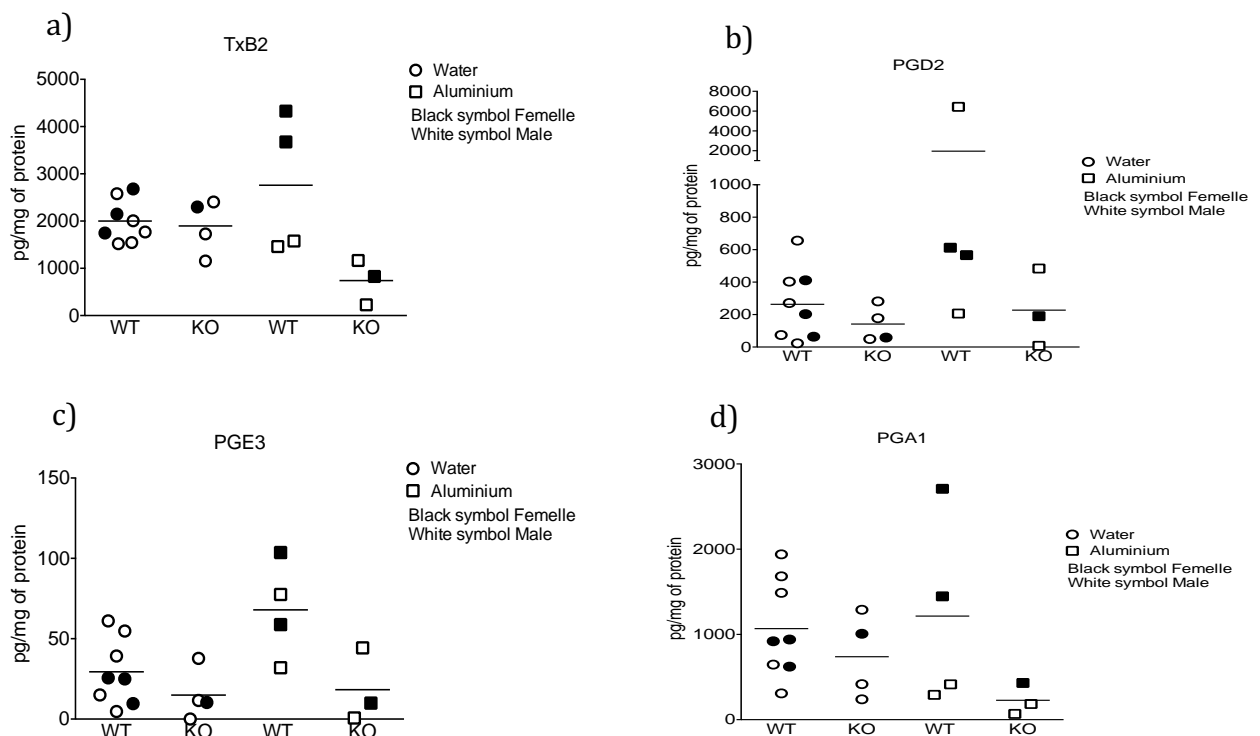 a)
TxB2
5000
4000
3000
2000
1000
0
pg/mg of protein
WT KO WT KO
Water
Aluminium
Black symbol Femelle
White symbol Male
b)
PGD2
8000
6000
4000
2000
1000
800
600
400
200
0
pg/mg of protein
WT KO WT KO
Water
Aluminium
Black symbol Femelle
White symbol Male
c)
PGE3
150
100
50
0
pg/mg of protein
WT KO WT KO
Water
Aluminium
Black symbol Femelle
White symbol Male
d)
PGA1
3000
2000
1000
0
pg/mg of protein
WT KO WT KO
Water
Aluminium
Black symbol Femelle
White symbol Male